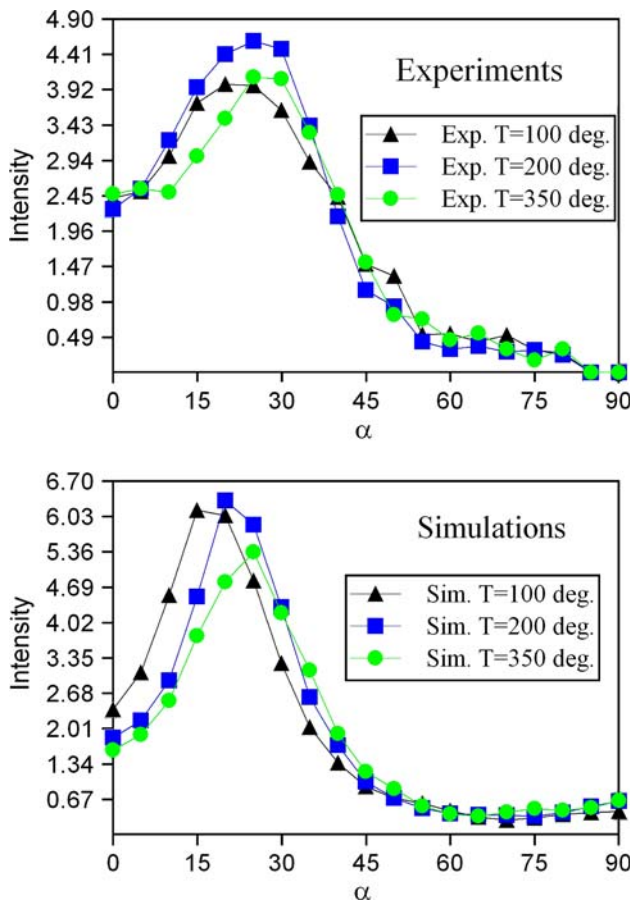 4.90
4.41
3.92
3.43
2.94
2.45
1.96
1.47
0.98
0.49
Intensity
Experiments
Exp. T=100 deg.
Exp. T=200 deg.
Exp. T=350 deg.
0 15 30 45 60 75 90
α
6.70
6.03
5.36
4.69
4.02
3.35
2.68
2.01
1.34
0.67
Intensity
Simulations
Sim. T=100 deg.
Sim. T=200 deg.
Sim. T=350 deg.
0 15 30 45 60 75 90
α